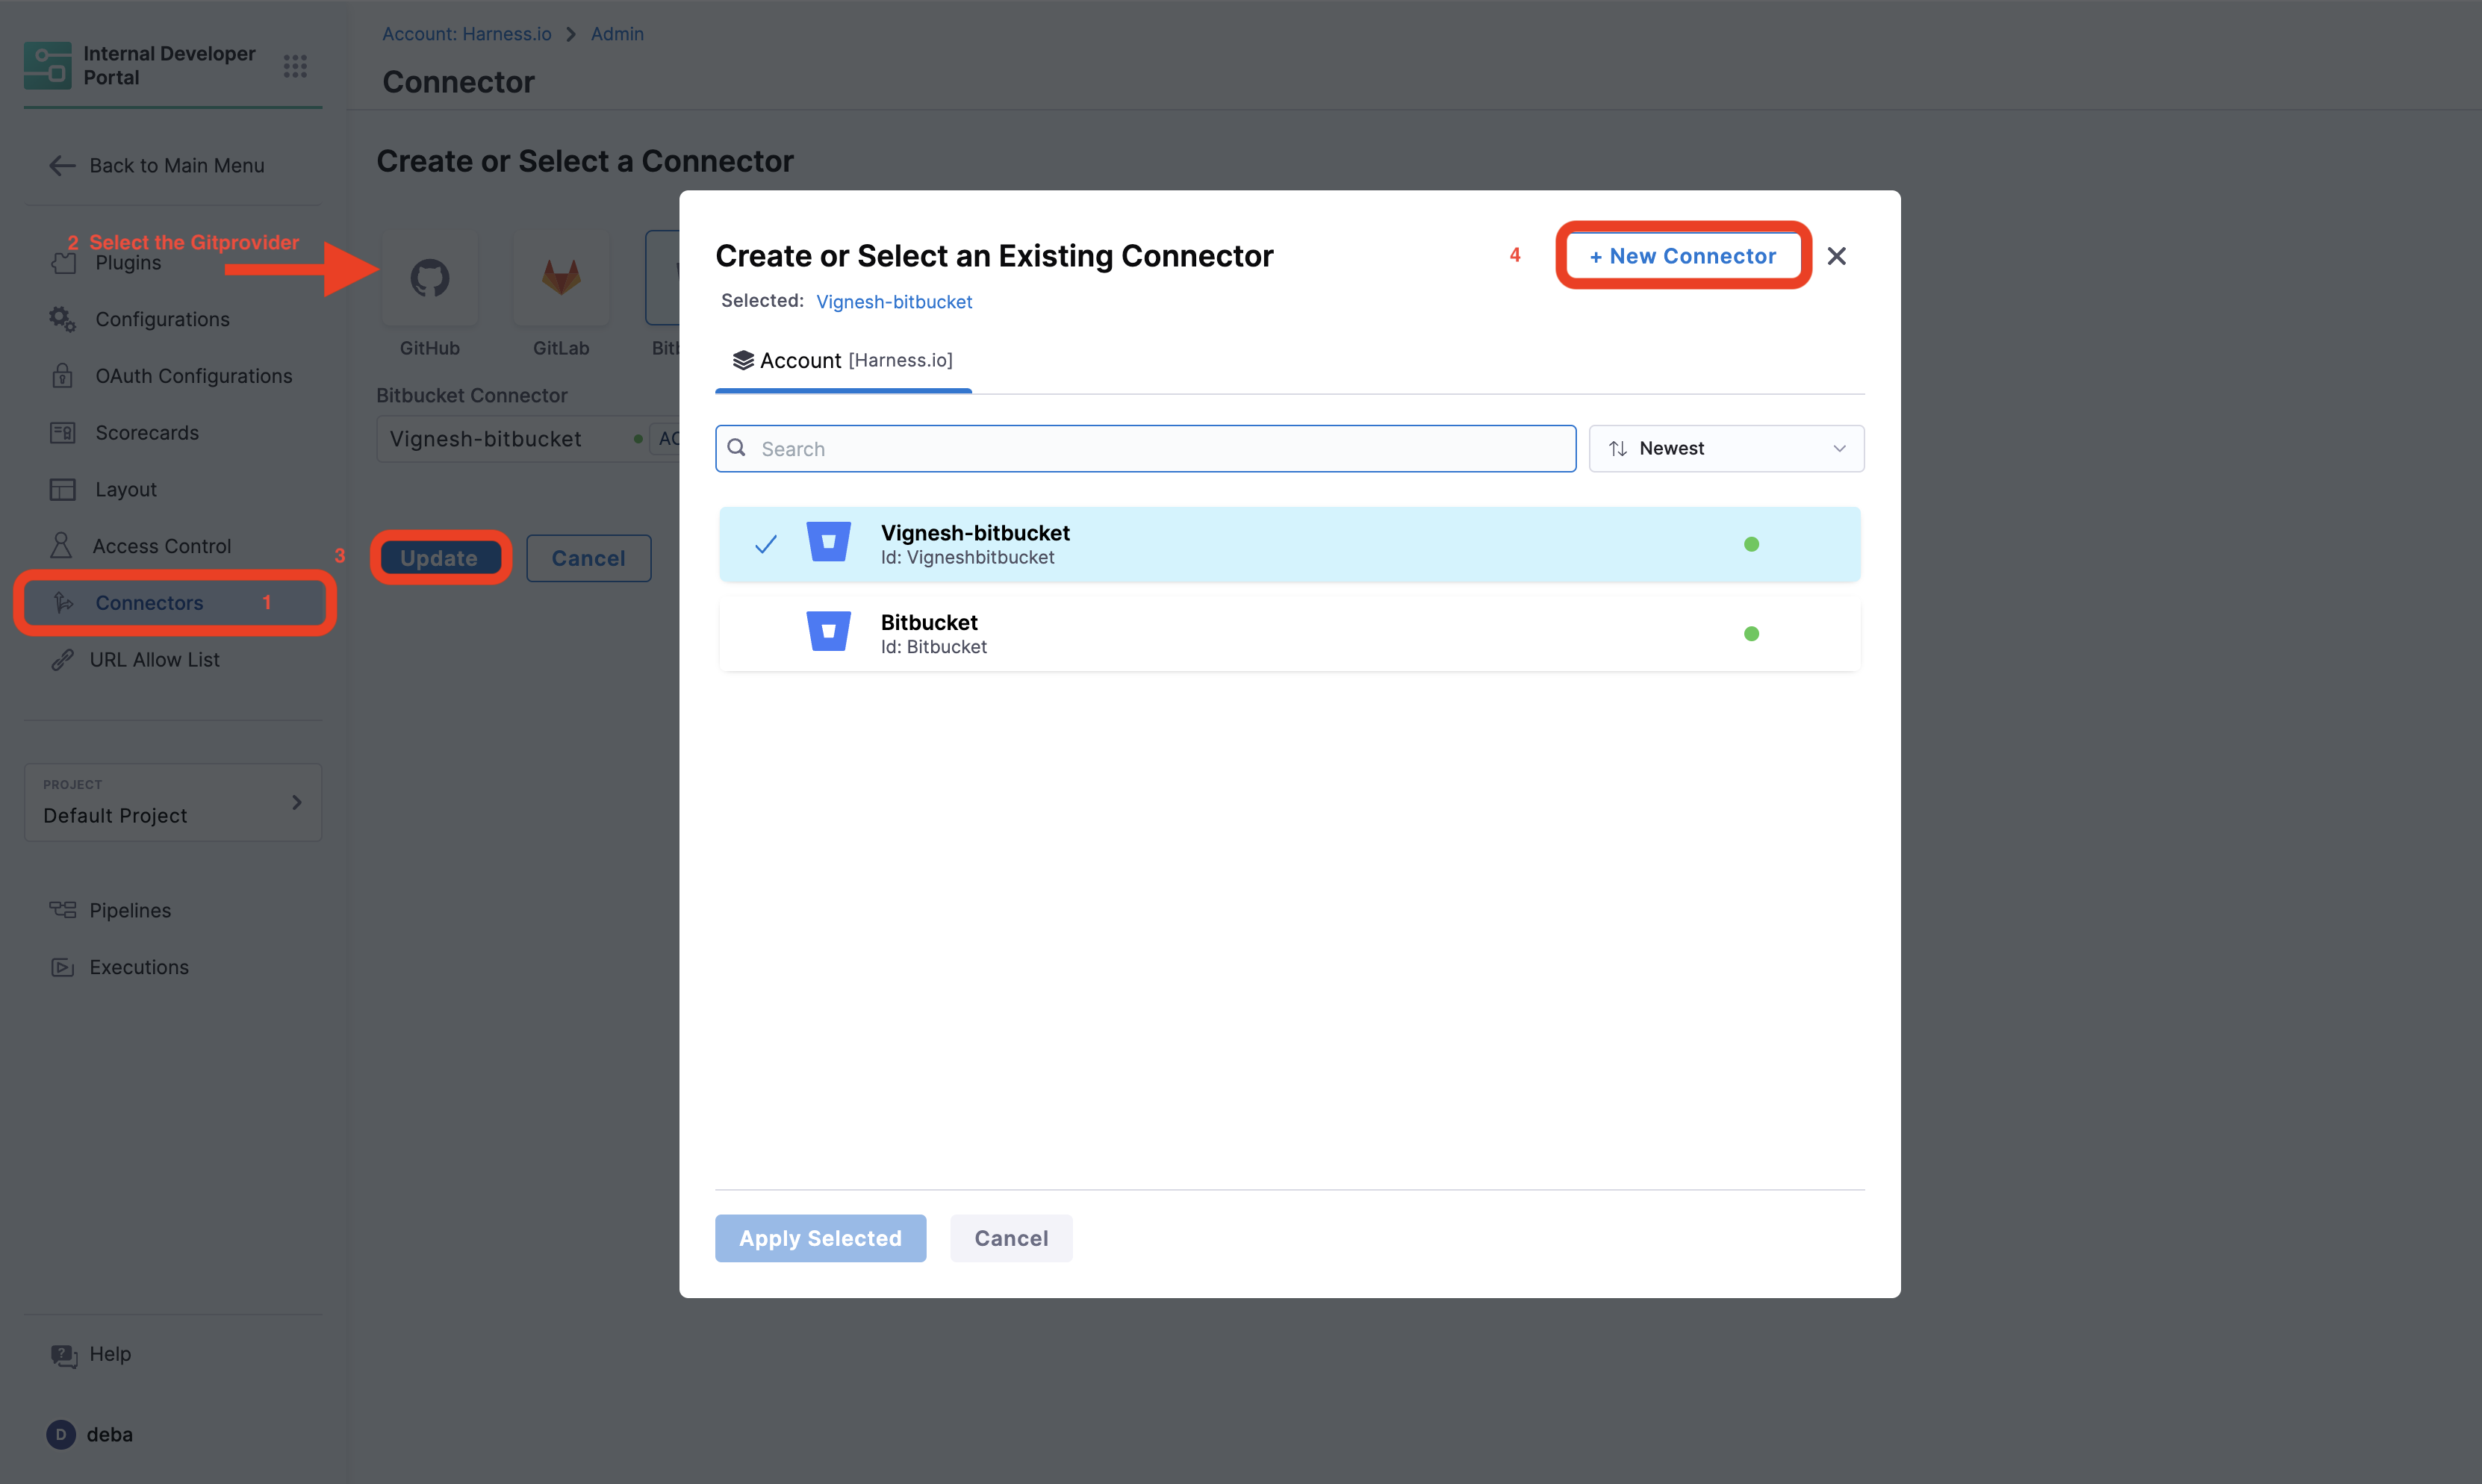 Internal Developer
Portal
Back to Main Menu
2 Select the Gitprovider
Plugins
Configurations
OAuth Configurations
Scorecards
Layout
Access Control
Connectors 1
URL Allow List
PROJECT
Default Project
Pipelines
Executions
Help
D deba
Account: Harness.io > Admin
Connector
Create or Select a Connector
GitHub
GitLab
Bitbucket Connector
Vignesh-bitbucket
3
Update
Cancel
Create or Select an Existing Connector
4
+ New Connector
Selected: Vignesh-bitbucket
Account [Harness.io]
Search
Newest
Vignesh-bitbucket
Id: Vigneshbitbucket
Bitbucket
Id: Bitbucket
Apply Selected
Cancel